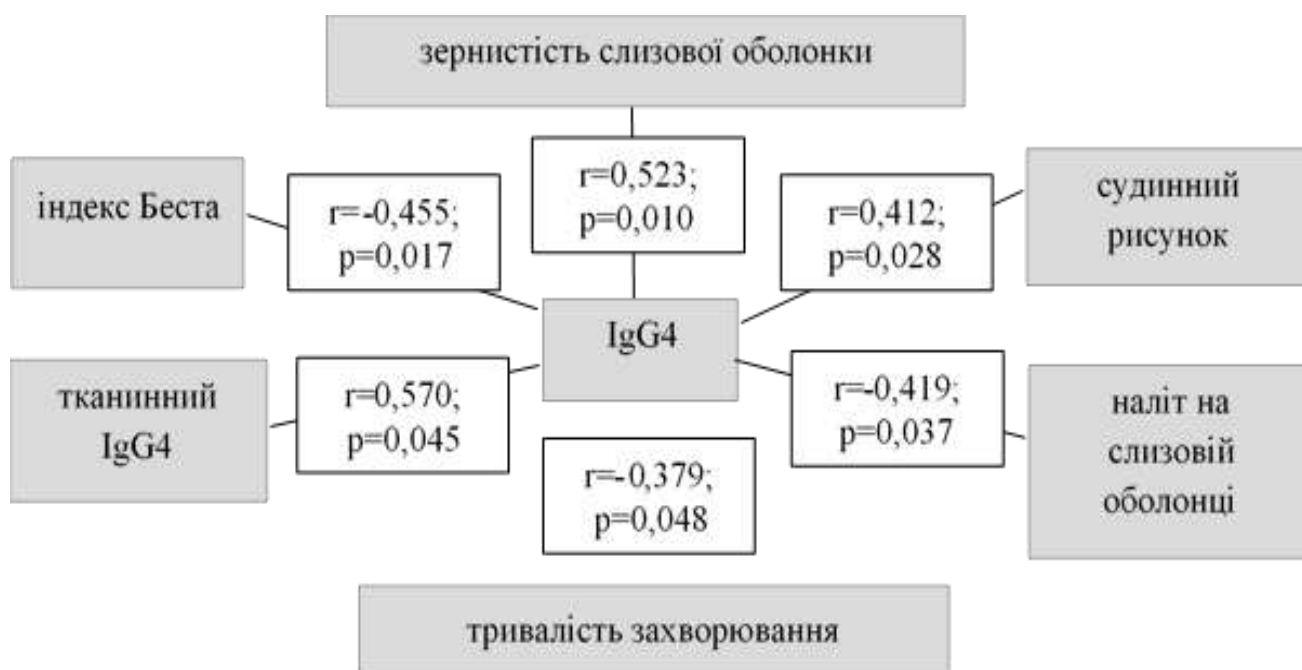 зернистість слизової оболонки
індекс Беста
r=-0,455;
p=0,017
r=0,523;
p=0,010
r=0,412;
p=0,028
судинний
рисунок
IgG4
тканинний
IgG4
r=0,570;
p=0,045
r=-0,379;
p=0,048
r=-0,419;
p=0,037
наліт на
слизовій
оболонці
тривалість захворювання